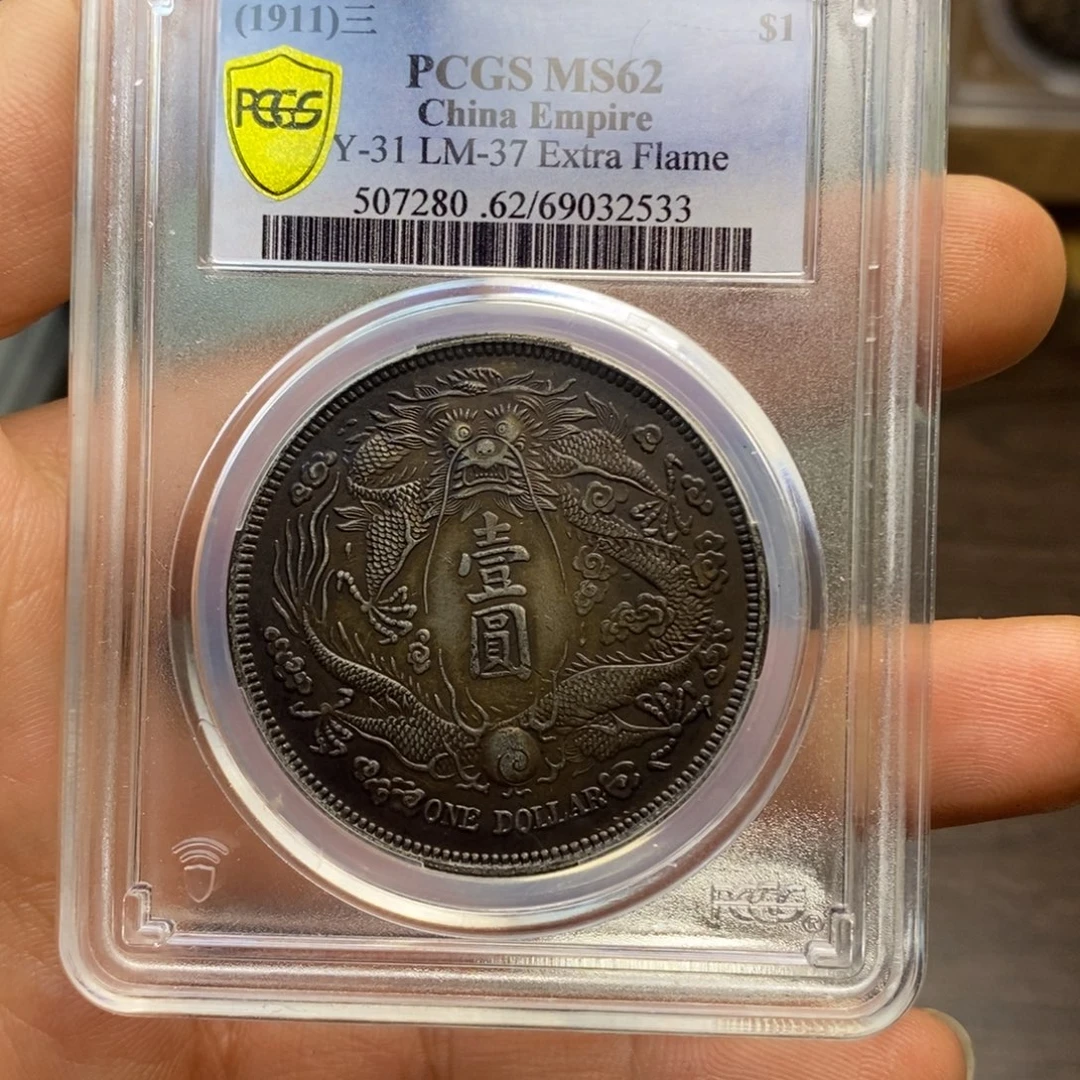 (1911)三 $1
PCGS MS62
PCGS
China Empire
Y-31 LM-37 Extra Flame
507280 .62/69032533
壹
圓
ONE DOLLAR
PCGS®